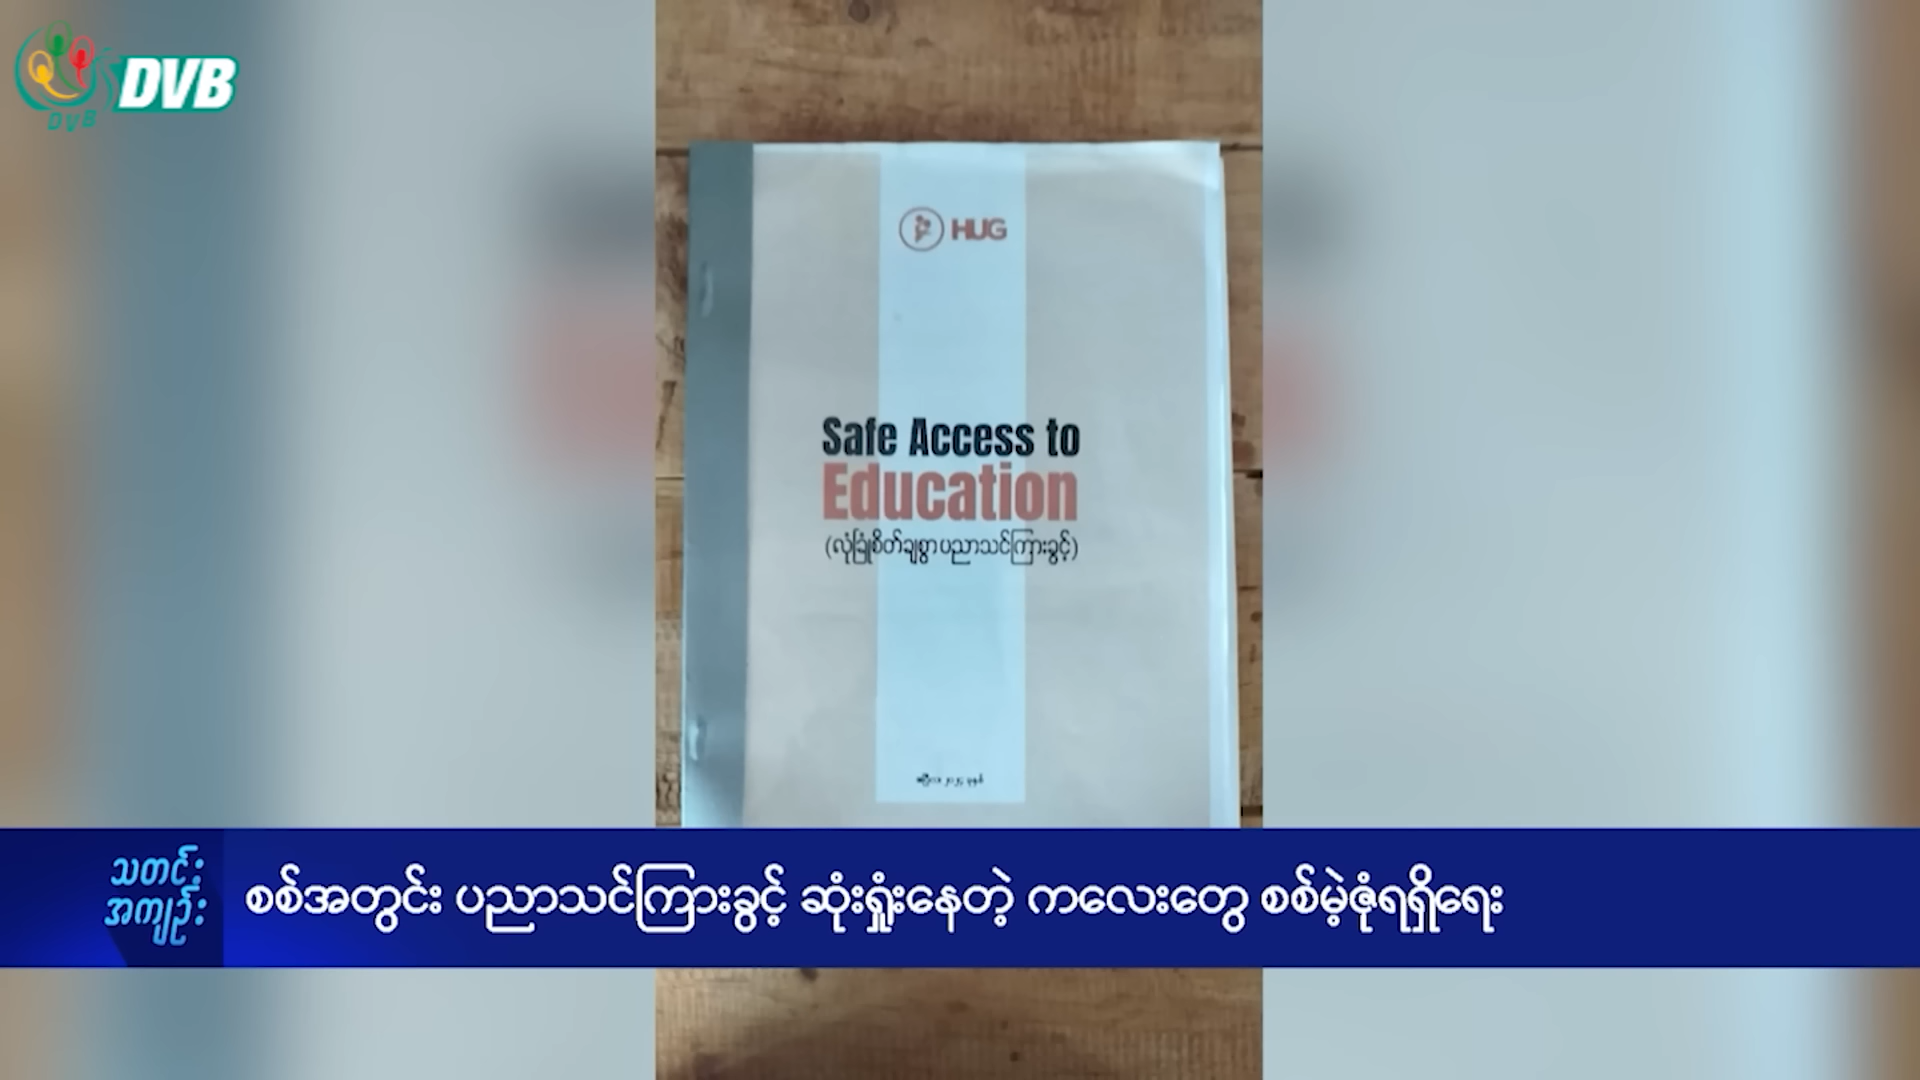 DVB
DVB
HUG
Safe Access to
Education
(လုံခြုံစိတ်ချစွာ ပညာသင်ကြားခွင့်)
သတင်း
အကျဉ်း
စစ်အတွင်း ပညာသင်ကြားခွင့် ဆုံးရှုံးနေတဲ့ ကလေးတွေ စစ်မဲ့ဇုံရရှိရေး